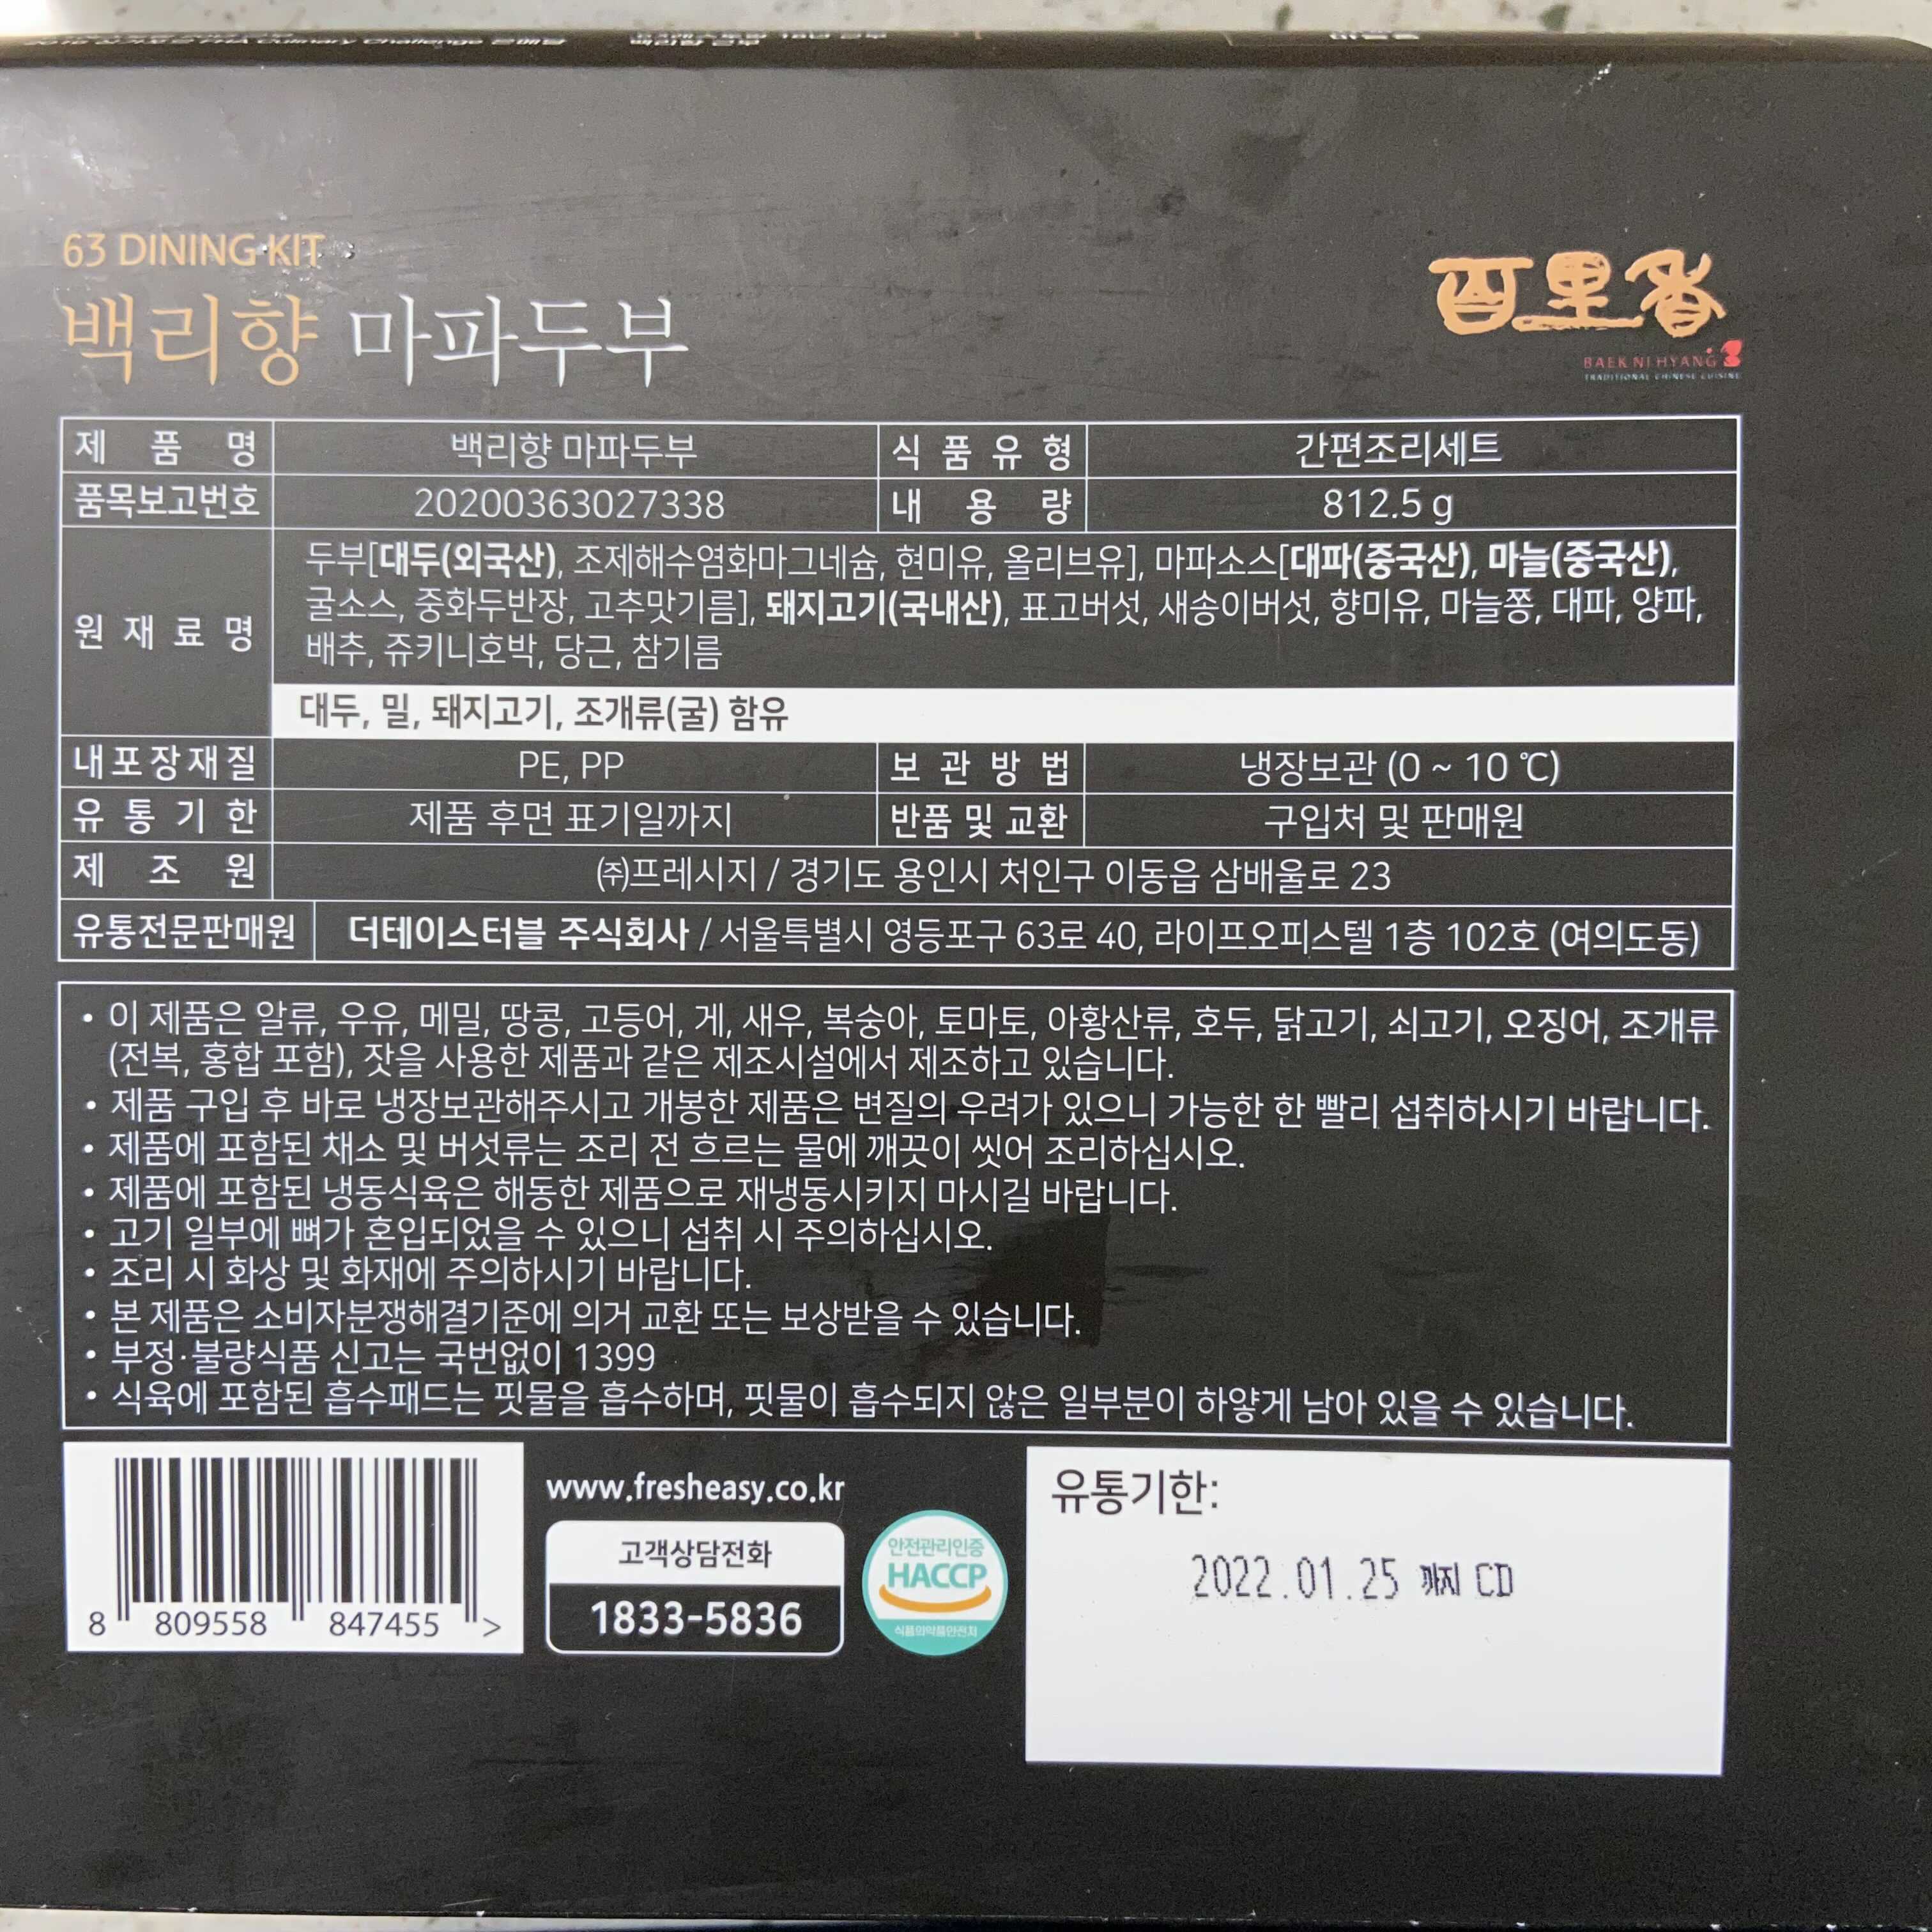 63 DINING KIT
백리향 마파두부
百里香
BAEK NI HYANG
TRADITIONAL CHINESE CUISINE
제 품 명 백리향 마파두부 식 품 유 형 간편조리세트
품목보고번호 20200363027338 내 용 량 812.5 g
원 재 료 명
두부[대두(외국산), 조제해수염화마그네슘, 현미유, 올리브유], 마파소스[대파(중국산), 마늘(중국산),
굴소스, 중화두반장, 고추맛기름], 돼지고기(국내산), 표고버섯, 새송이버섯, 향미유, 마늘쫑, 대파, 양파,
배추, 쥬키니호박, 당근, 참기름
대두, 밀, 돼지고기, 조개류(굴) 함유
내포장재질 PE, PP 보 관 방 법 냉장보관 (0 ~ 10 ℃)
유 통 기 한 제품 후면 표기일까지 반품 및 교환 구입처 및 판매원
제 조 원 ㈜프레시지 / 경기도 용인시 처인구 이동읍 삼배울로 23
유통전문판매원 더테이스터블 주식회사 / 서울특별시 영등포구 63로 40, 라이프오피스텔 1층 102호 (여의도동)
• 이 제품은 알류, 우유, 메밀, 땅콩, 고등어, 게, 새우, 복숭아, 토마토, 아황산류, 호두, 닭고기, 쇠고기, 오징어, 조개류
(전복, 홍합 포함), 잣을 사용한 제품과 같은 제조시설에서 제조하고 있습니다.
• 제품 구입 후 바로 냉장보관해주시고 개봉한 제품은 변질의 우려가 있으니 가능한 한 빨리 섭취하시기 바랍니다.
• 제품에 포함된 채소 및 버섯류는 조리 전 흐르는 물에 깨끗이 씻어 조리하십시오.
• 제품에 포함된 냉동식육은 해동한 제품으로 재냉동시키지 마시길 바랍니다.
• 고기 일부에 뼈가 혼입되었을 수 있으니 섭취 시 주의하십시오.
• 조리 시 화상 및 화재에 주의하시기 바랍니다.
• 본 제품은 소비자분쟁해결기준에 의거 교환 또는 보상받을 수 있습니다.
• 부정·불량식품 신고는 국번없이 1399
• 식육에 포함된 흡수패드는 핏물을 흡수하며, 핏물이 흡수되지 않은 일부분이 하얗게 남아 있을 수 있습니다.
8 809558 847455 >
www.fresheasy.co.kr
고객상담전화
1833-5836
안전관리인증
HACCP
식품의약품안전처
유통기한:
2022.01.25 까지 CD